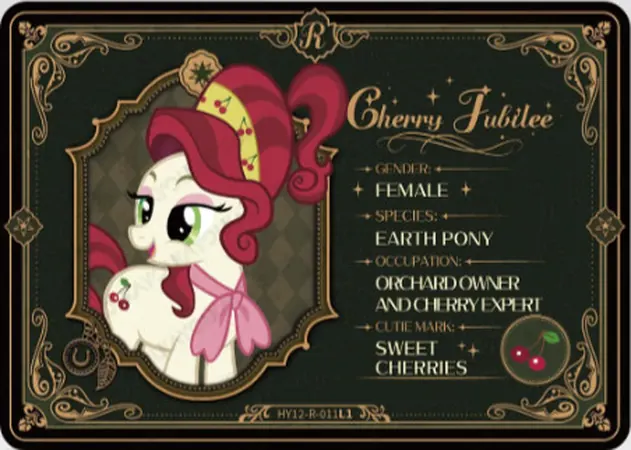 R
Cherry Jubilee
GENDER:
FEMALE
SPECIES:
EARTH PONY
OCCUPATION:
ORCHARD OWNER
AND CHERRY EXPERT
CUTIE MARK:
SWEET
CHERRIES
HY12-R-011L1